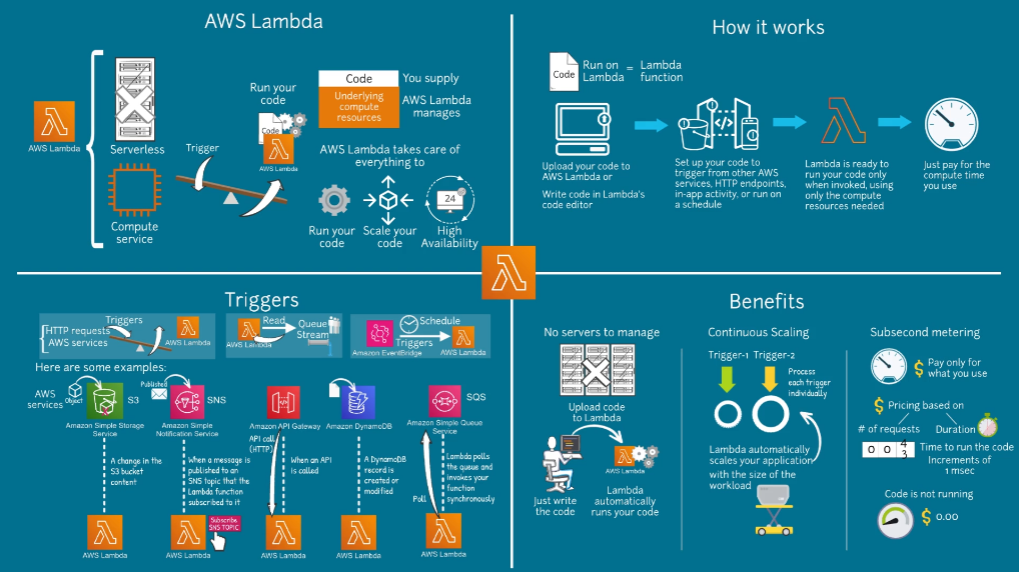 AWS Lambda
AWS Lambda
Serverless
Compute
service
Trigger
Run your
code
Code
AWS Lambda
Code
You supply
Underlying
compute
resources
AWS Lambda
manages
AWS Lambda takes care of
everything to
24
Run your
code
Scale your
code
High
Availability
How it works
Code
Run on
Lambda
=
Lambda
function
Upload your code to
AWS Lambda or
Write code in Lambda's
code editor
</>
Set up your code to
trigger from other AWS
services, HTTP endpoints,
in-app activity, or run on
a schedule
Lambda is ready to
run your code only
when invoked, using
only the compute
resources needed
Just pay for the
compute time
you use
Triggers
HTTP requests
AWS services
Triggers
AWS Lambda
Read
AWS Lambda
Queue
Stream
Schedule
Triggers
Amazon EventBridge
AWS Lambda
Here are some examples:
AWS
services
Object
S3
Amazon Simple Storage
Service
A change in the
S3 bucket
content
AWS Lambda
Published
SNS
Amazon Simple
Notification Service
When a message is
published to an
SNS topic that the
Lambda function
subscribed to it
Subscribe
SNS TOPIC
AWS Lambda
Amazon API Gateway
API call
(HTTP)
When an API
is called
AWS Lambda
Amazon DynamoDB
A DynamoDB
record is
created or
modified
AWS Lambda
SQS
Amazon Simple Queue
Service
Lambda polls
the queue and
invokes your
function
synchronously
Poll
AWS Lambda
Benefits
No servers to manage
Upload code
to Lambda
AWS Lambda
Just write
the code
Lambda
automatically
runs your code
Continuous Scaling
Trigger-1
Trigger-2
Process
each trigger
individually
Lambda automatically
scales your application
with the size of the
workload
Subsecond metering
$ Pay only for
what you use
$ Pricing based on
# of requests
Duration
0 0 4
3
Time to run the code
Increments of
1 msec
Code is not running
$ 0.00